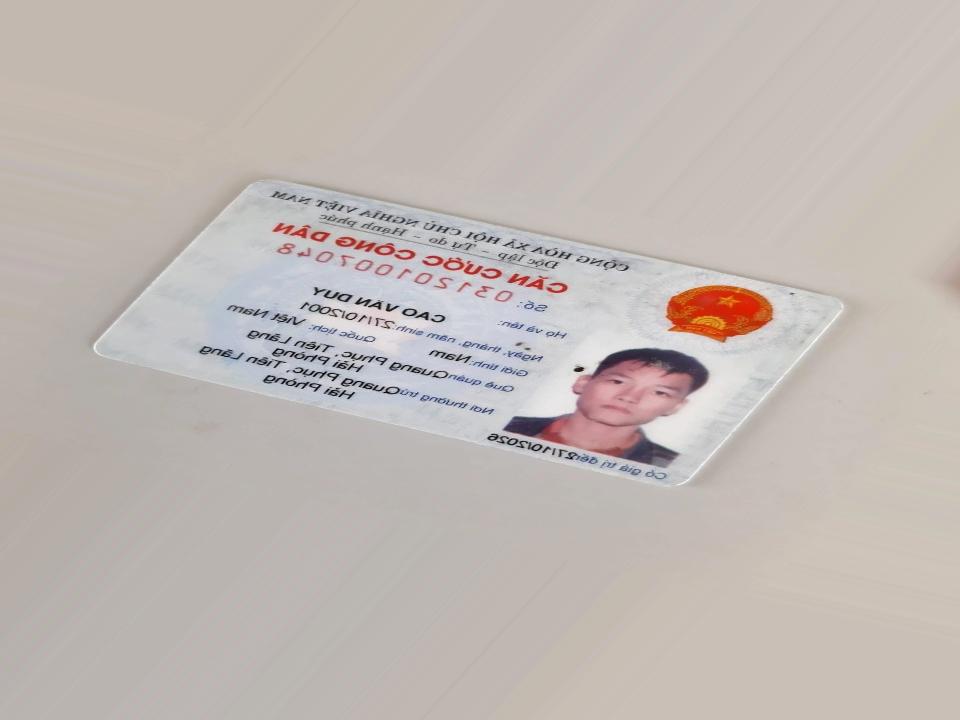 CỘNG HÒA XÃ HỘI CHỦ NGHĨA VIỆT NAM
Độc lập - Tự do - Hạnh phúc
CĂN CƯỚC CÔNG DÂN
Số: 031201007048
Họ và tên:
CAO VĂN DUY
Ngày, tháng, năm sinh: 27/10/2001
Giới tính: Nam Quốc tịch: Việt Nam
Quê quán: Quang Phục, Tiên Lãng
Hải Phòng
Nơi thường trú: Quang Phục, Tiên Lãng
Hải Phòng
Có giá trị đến: 27/10/2026